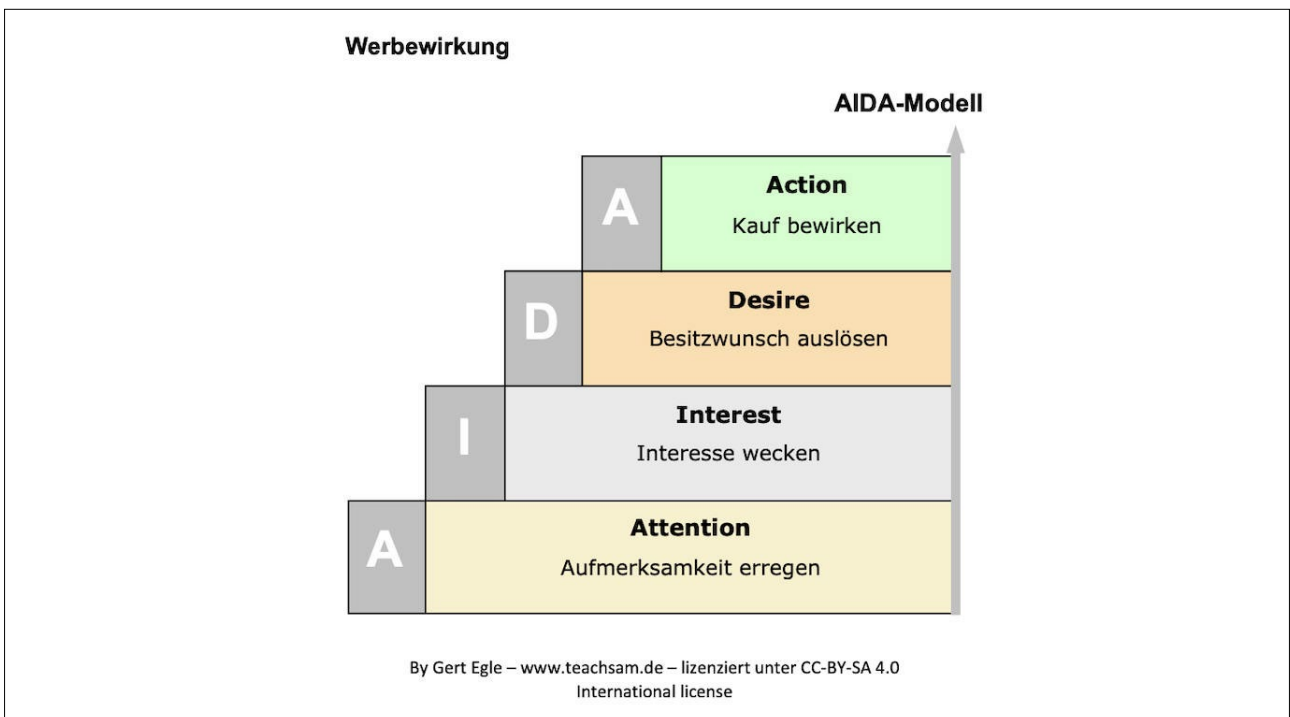 Werbewirkung
AIDA-Modell
A
Action
Kauf bewirken
D
Desire
Besitzwunsch auslösen
I
Interest
Interesse wecken
A
Attention
Aufmerksamkeit erregen
By Gert Egle – www.teachsam.de – lizenziert unter CC-BY-SA 4.0
International license